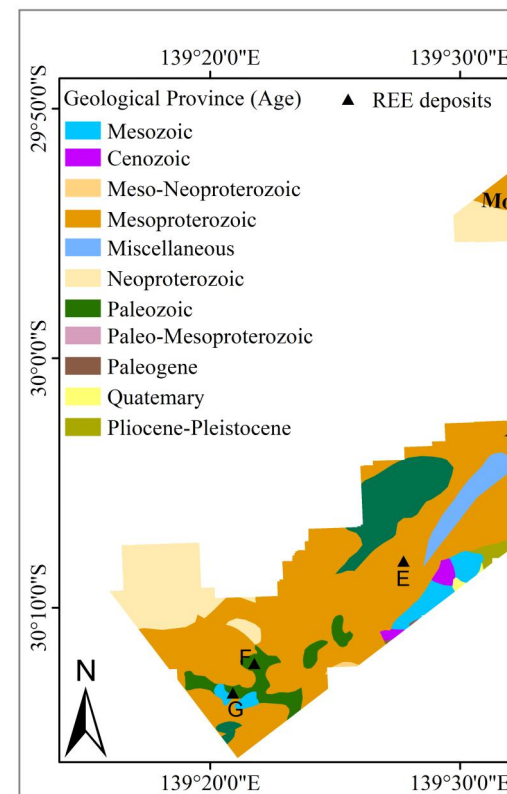 139°20'0"E 139°30'0"E
29°50'0"S
Geological Province (Age)
▲ REE deposits
Mesozoic
Cenozoic
Meso-Neoproterozoic
Mesoproterozoic
Miscellaneous
Neoproterozoic
Paleozoic
Paleo-Mesoproterozoic
Paleogene
Quatemary
Pliocene-Pleistocene
Mo
30°0'0"S
E
30°10'0"S
F
G
N
139°20'0"E 139°30'0"E